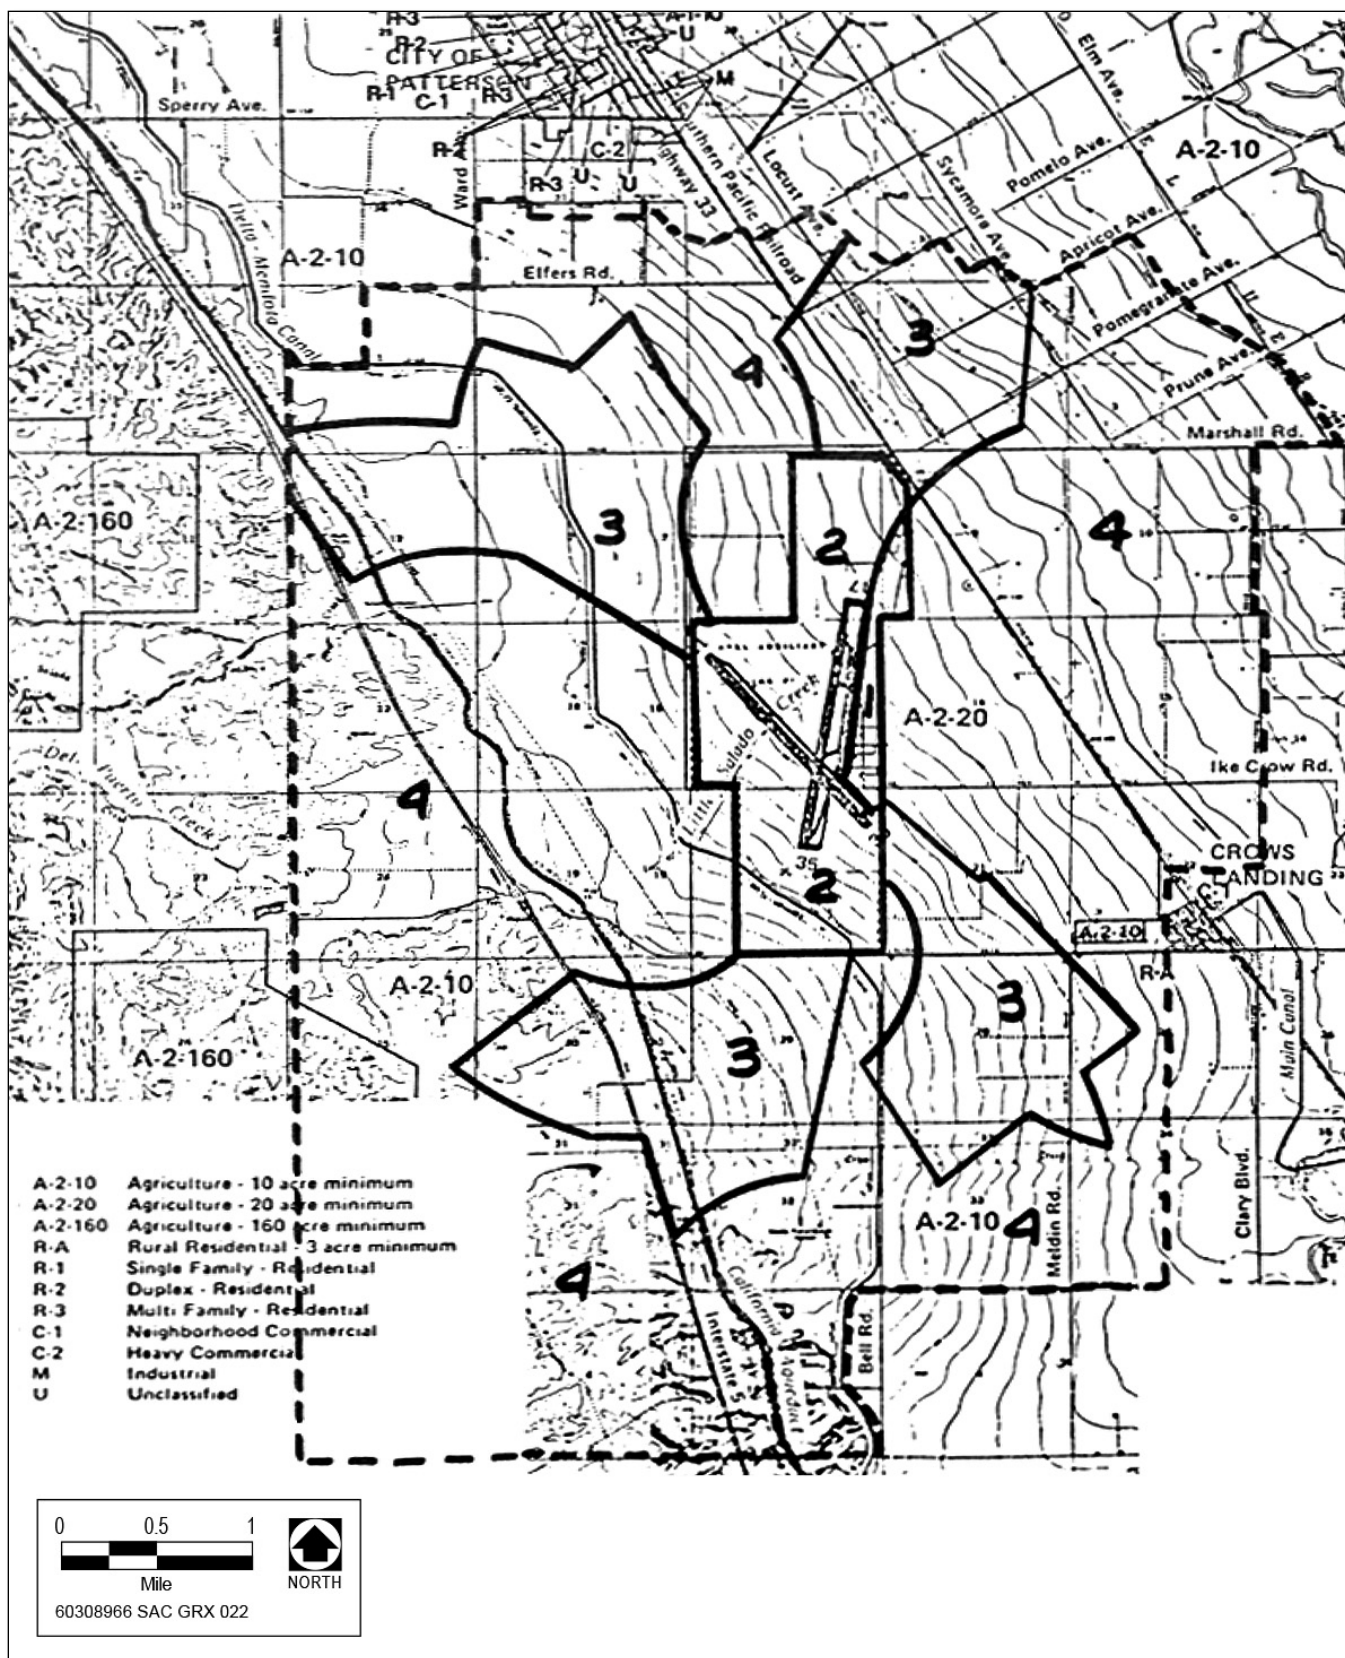 R-3
A-1-10
U
R-2
CITY OF
PATTERSON
M
R-1 C-1 R-3
Sperry Ave.
Elm Ave.
Southern Pacific Railroad
Highway 33
Locust Ave.
Sycamore Ave.
Pomelo Ave.
A-2-10
C-2
Ward Ave.
R-3
U
U
Apricot Ave.
Delta Mendota Canal
A-2-10
Elfers Rd.
Pomegranate Ave.
3
4
Prune Ave.
Marshall Rd.
A-2-160
3
2
4
Creek
Salado
A-2-20
Del Puerto Creek
Ike Crow Rd.
4
Little
35
2
CROWS
LANDING
C-1
A-2-10
R-A
A-2-10
3
Main Canal
A-2-160
3
Clary Blvd.
Meldin Rd.
A-2-10
4
4
California Aqueduct
Interstate 5
Bell Rd.
A-2-10 Agriculture - 10 acre minimum
A-2-20 Agriculture - 20 acre minimum
A-2-160 Agriculture - 160 acre minimum
R-A Rural Residential - 3 acre minimum
R-1 Single Family - Residential
R-2 Duplex - Residential
R-3 Multi Family - Residential
C-1 Neighborhood Commercial
C-2 Heavy Commercial
M Industrial
U Unclassified
0 0.5 1
Mile
NORTH
60308966 SAC GRX 022